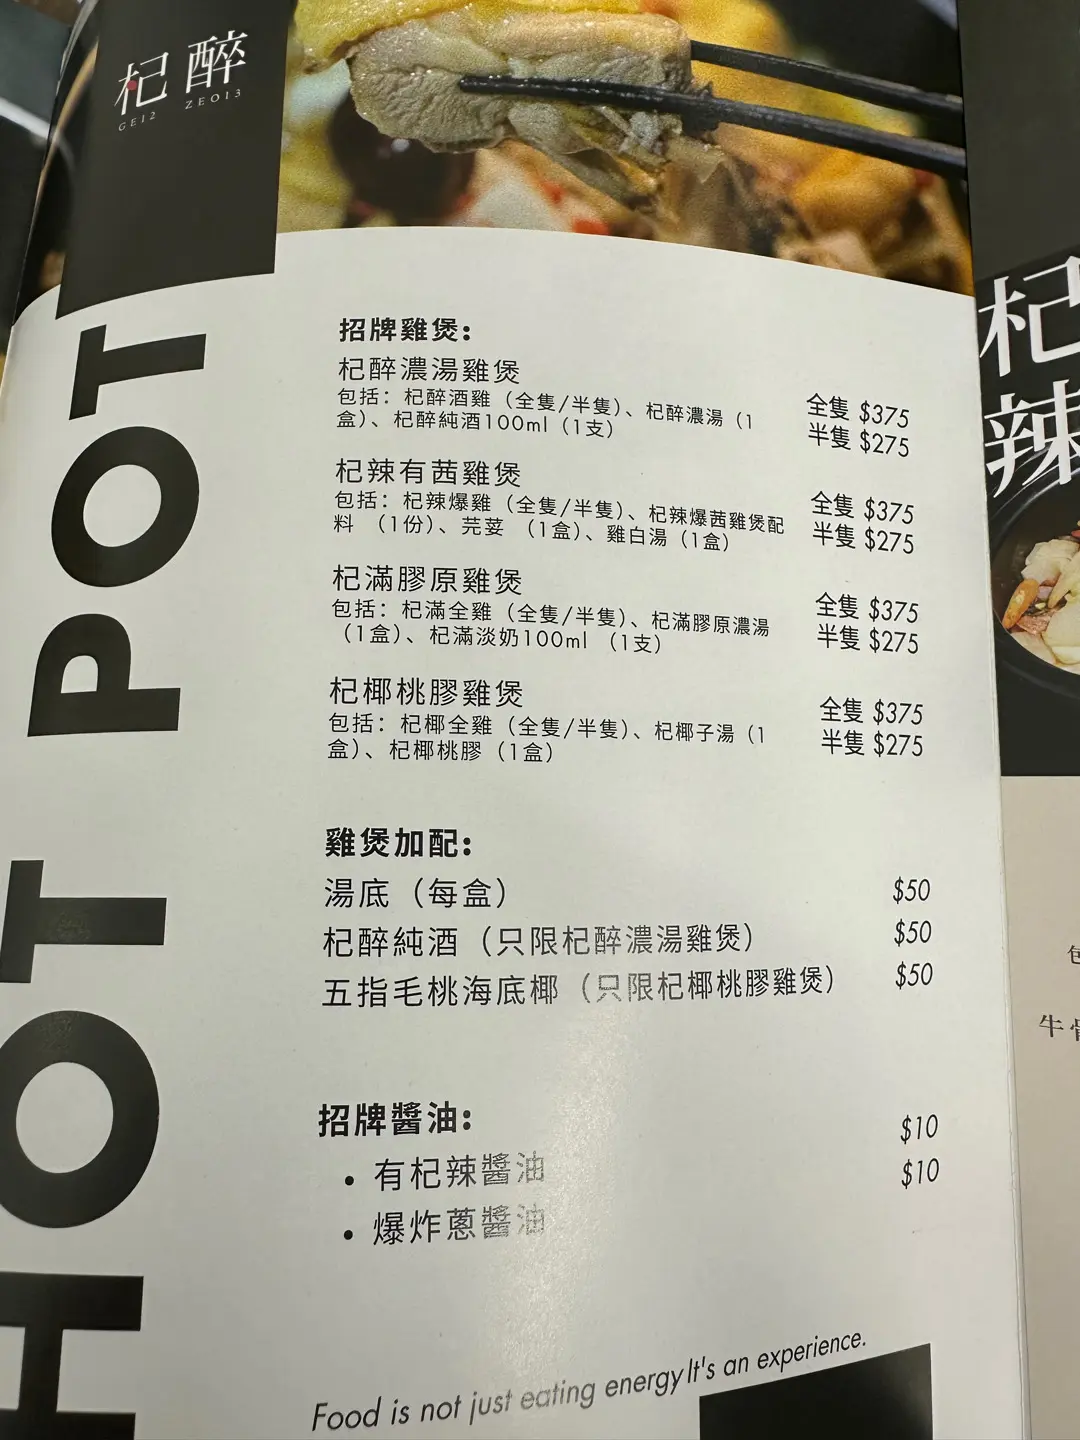 杞醉
GEI2 ZEOI3
HOT POT
招牌雞煲:
杞醉濃湯雞煲
包括：杞醉酒雞（全隻/半隻）、杞醉濃湯（1
盒）、杞醉純酒100ml（1支）
全隻 $375
半隻 $275
杞辣有茜雞煲
包括：杞辣爆雞（全隻/半隻）、杞辣爆茜雞煲配
料 （1份）、芫荽 （1盒）、雞白湯（1盒）
全隻 $375
半隻 $275
杞滿膠原雞煲
包括：杞滿全雞（全隻/半隻）、杞滿膠原濃湯
（1盒）、杞滿淡奶100ml （1支）
全隻 $375
半隻 $275
杞椰桃膠雞煲
包括：杞椰全雞（全隻/半隻）、杞椰子湯（1
盒）、杞椰桃膠（1盒）
全隻 $375
半隻 $275
雞煲加配:
湯底（每盒） $50
杞醉純酒（只限杞醉濃湯雞煲） $50
五指毛桃海底椰（只限杞椰桃膠雞煲） $50
招牌醬油:
• 有杞辣醬油 $10
• 爆炸蔥醬油 $10
Food is not just eating energy It's an experience.
杞
辣
牛